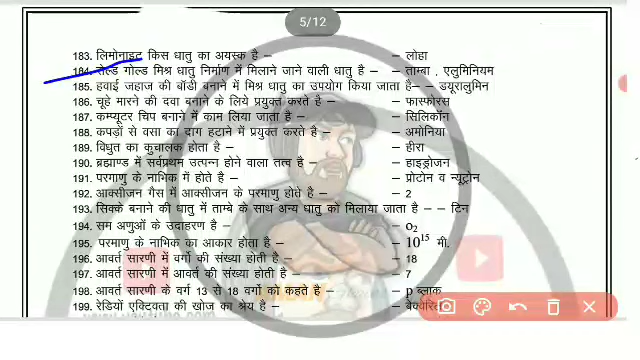 5/12
183. लिमोनाइट किस धातु का अयस्क है – – लोहा
184. रोल्ड गोल्ड मिश्र धातु निर्माण में मिलाने जाने वाली धातु है – – ताम्बा , एलुमिनियम
185. हवाई जहाज की बॉडी बनाने में मिश्र धातु का उपयोग किया जाता है– – डयूरालुमिन
186. चूहे मारने की दवा बनाने के लिये प्रयुक्त करते है – फास्फोरस
187. कम्प्यूटर चिप बनाने में काम लिया जाता है – – सिलिकॉन
188. कपड़ों से वसा का दाग हटाने में प्रयुक्त करते है – – अमोनिया
189. विधुत का कुचालक होता है – – हीरा
190. ब्रह्माण्ड में सर्वप्रथम उत्पन्न होने वाला तत्व है – – हाइड्रोजन
191. परमाणु के नाभिक में होते है – – प्रोटोन व न्यूट्रोन
192. आक्सीजन गैस में आक्सीजन के परमाणु होते है – – 2
193. सिक्के बनाने की धातु में ताम्बे के साथ अन्य धातु को मिलाया जाता है – – टिन
194. सम अणुओं के उदाहरण है – – o₂
195. परमाणु के नाभिक का आकार होता है – – 10¹⁵ मी.
196. आवर्त सारणी में वर्गो की संख्या होती है – – 18
197. आवर्त सारणी में आवर्त की संख्या होती है – – 7
198. आवर्त सारणी के वर्ग 13 से 18 वगों को कहते है – – p ब्लाक
199. रेडियों एक्टिवता की खोज का श्रेय है – – बेक्वेरेल